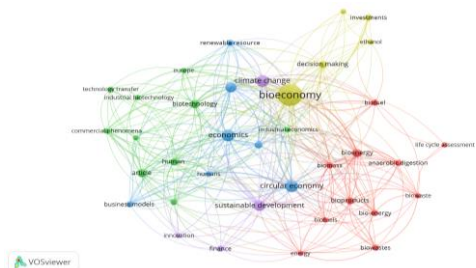 investments
renewable resource
ethanol
europe
decision making
climate change
technology transfer
bioeconomy
industrial biotechnology
biotechnology
biofuel
commercial phenomena
economics
industrial economics
life cycle assessment
bioenergy
human
biomass
anaerobic digestion
article
humans
circular economy
biowaste
bioproducts
business models
sustainable development
bio-energy
biofuels
innovation
finance
energy
biowastes
VOSviewer